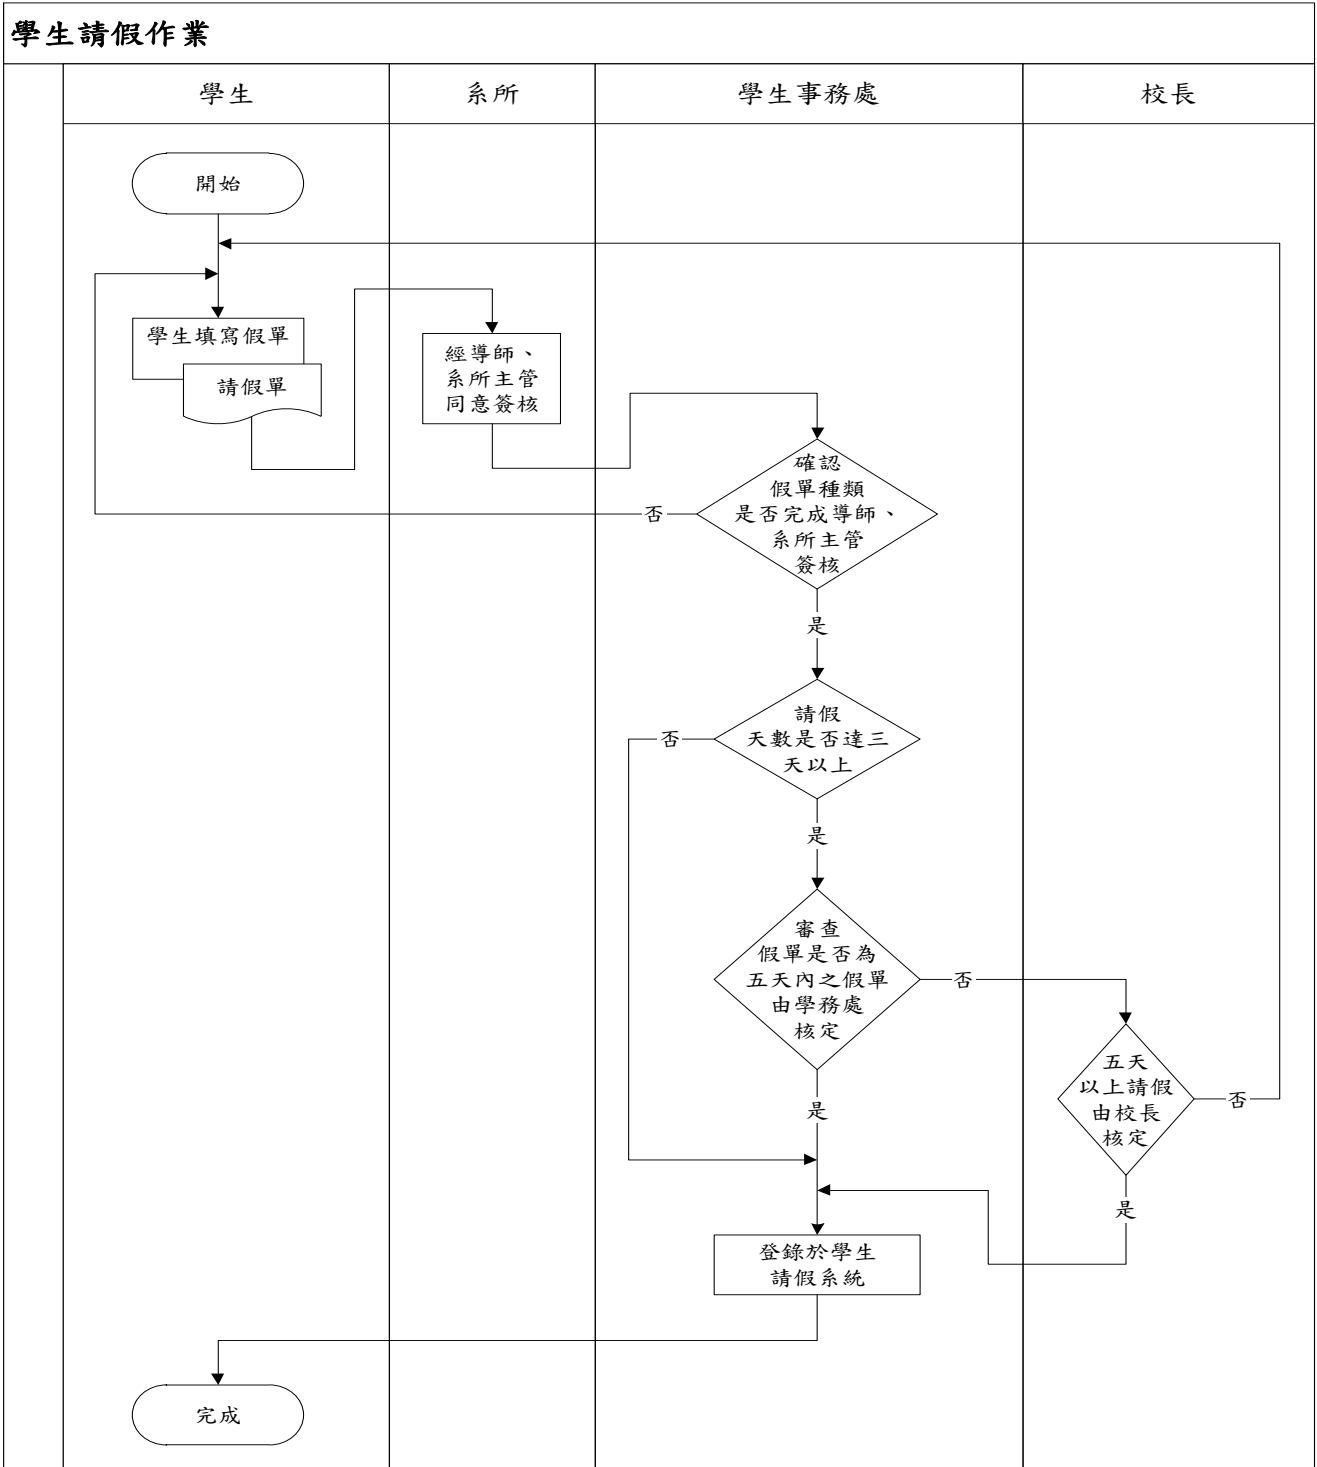 學生請假作業
學生
系所
學生事務處
校長
開始
學生填寫假單
請假單
經導師、
系所主管
同意簽核
確認
假單種類
是否完成導師、
系所主管
簽核
否
是
請假
天數是否達三
天以上
否
是
審查
假單是否為
五天內之假單
由學務處
核定
否
是
五天
以上請假
由校長
核定
否
是
登錄於學生
請假系統
完成